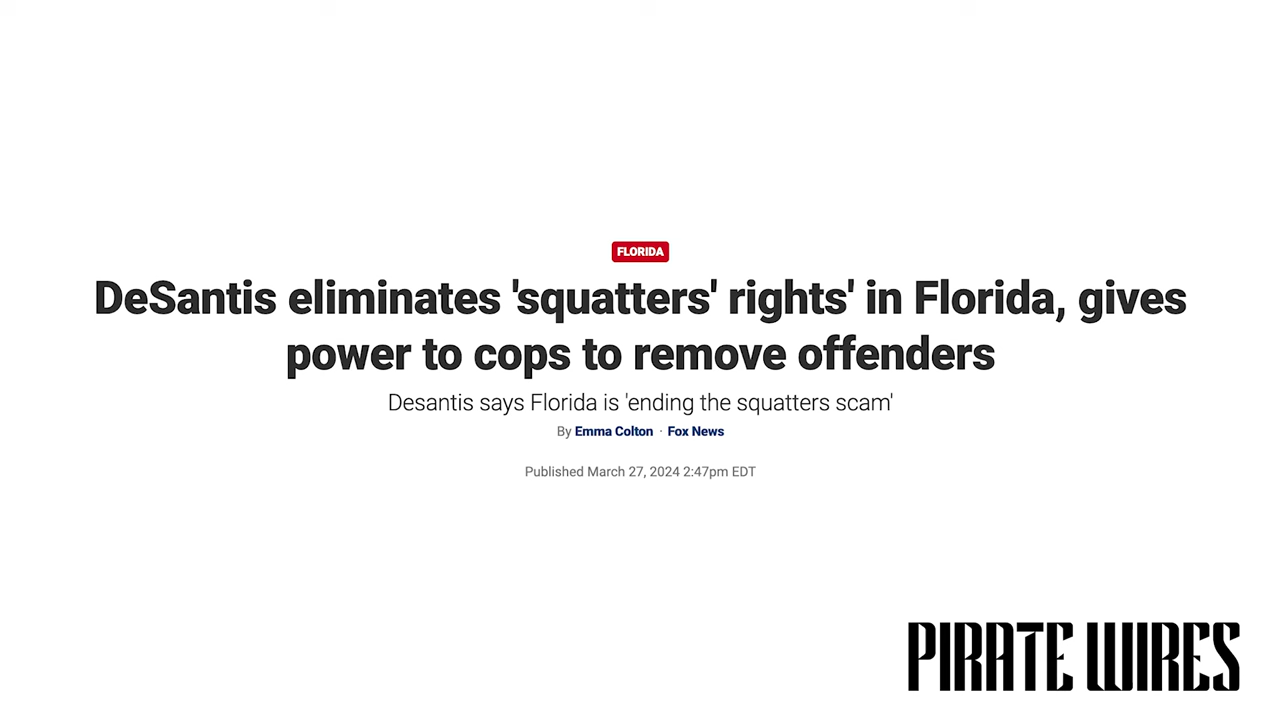 FLORIDA
DeSantis eliminates 'squatters' rights' in Florida, gives
power to cops to remove offenders
Desantis says Florida is 'ending the squatters scam'
By Emma Colton · Fox News
Published March 27, 2024 2:47pm EDT
PIRATE WIRES